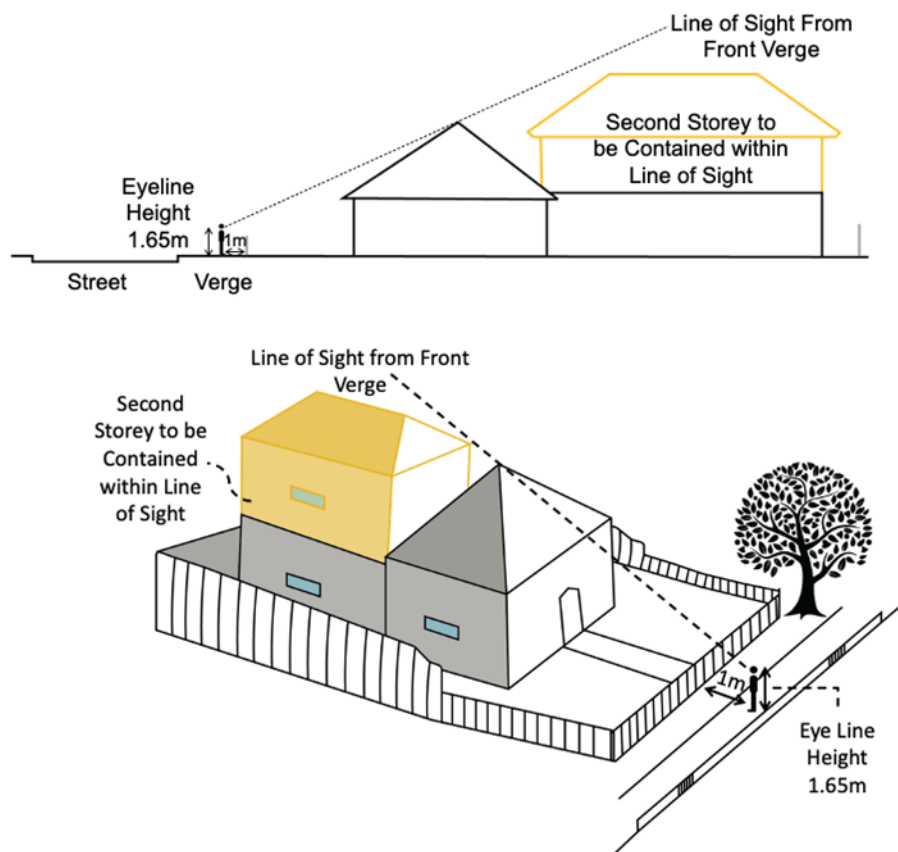 Line of Sight From
Front Verge
Second Storey to
be Contained within
Line of Sight
Eyeline
Height
1.65m
1m
Street
Verge
Line of Sight from Front
Verge
Second
Storey to be
Contained
within Line
of Sight
1m
Eye Line
Height
1.65m